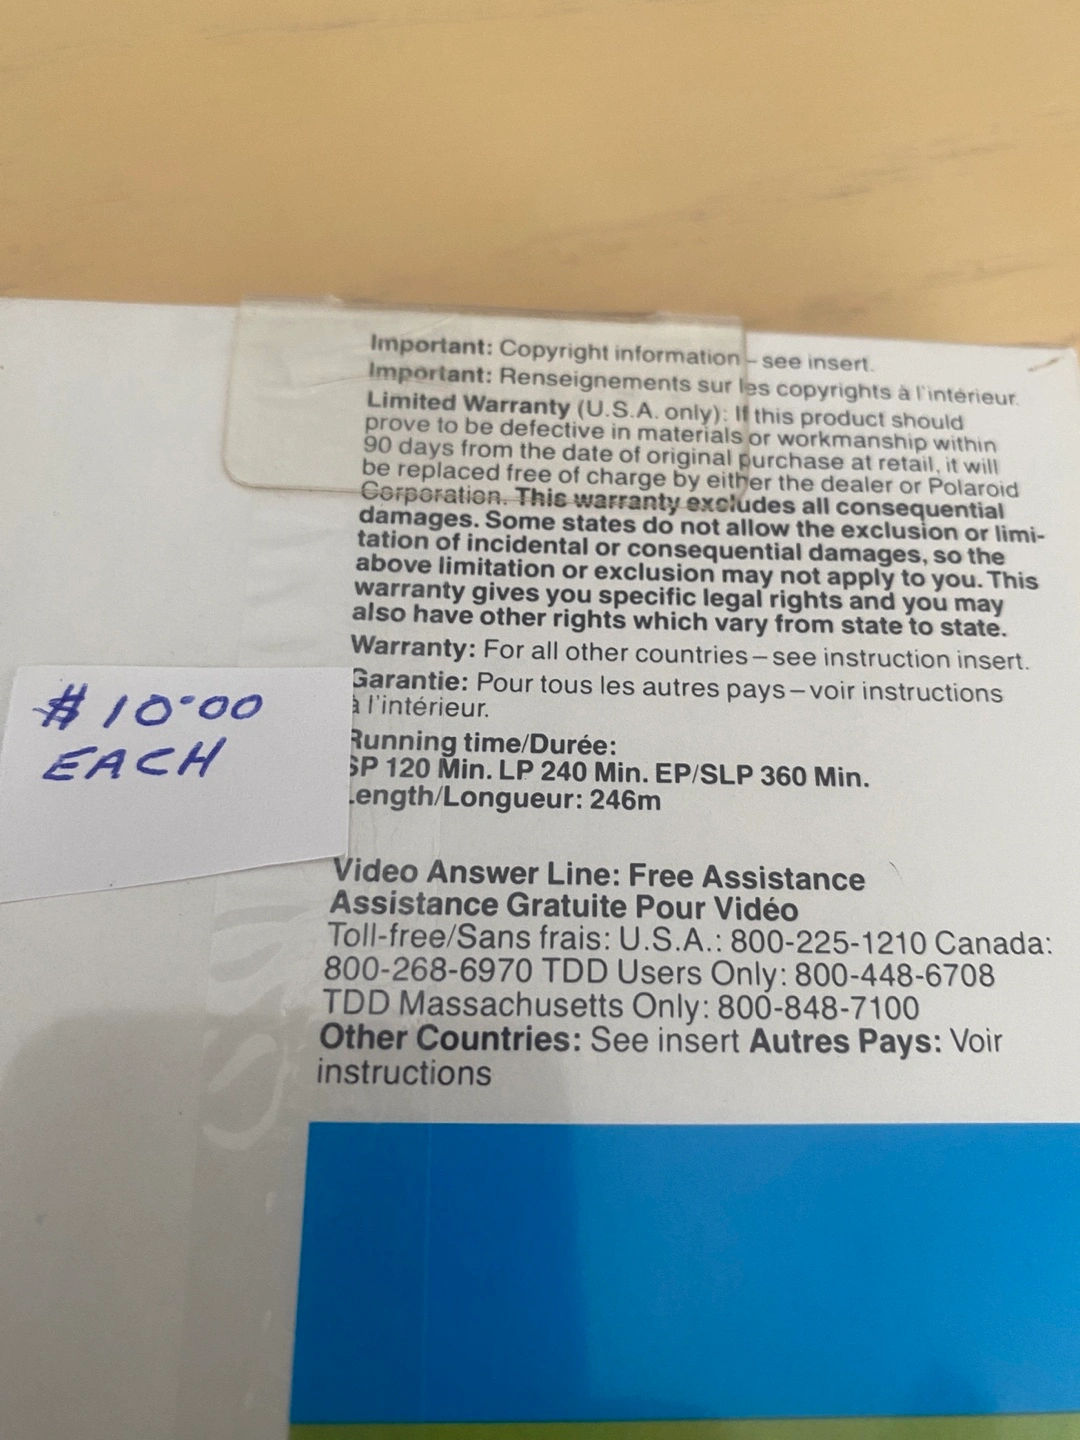 Important: Copyright information – see insert.
Important: Renseignements sur les copyrights à l'intérieur.
Limited Warranty (U.S.A. only): If this product should
prove to be defective in materials or workmanship within
90 days from the date of original purchase at retail, it will
be replaced free of charge by either the dealer or Polaroid
Corporation. This warranty excludes all consequential
damages. Some states do not allow the exclusion or limi-
tation of incidental or consequential damages, so the
above limitation or exclusion may not apply to you. This
warranty gives you specific legal rights and you may
also have other rights which vary from state to state.
Warranty: For all other countries – see instruction insert.
Garantie: Pour tous les autres pays – voir instructions
à l'intérieur.
$10.00
EACH
Running time/Durée:
SP 120 Min. LP 240 Min. EP/SLP 360 Min.
Length/Longueur: 246m
Video Answer Line: Free Assistance
Assistance Gratuite Pour Vidéo
Toll-free/Sans frais: U.S.A.: 800-225-1210 Canada:
800-268-6970 TDD Users Only: 800-448-6708
TDD Massachusetts Only: 800-848-7100
Other Countries: See insert Autres Pays: Voir
instructions